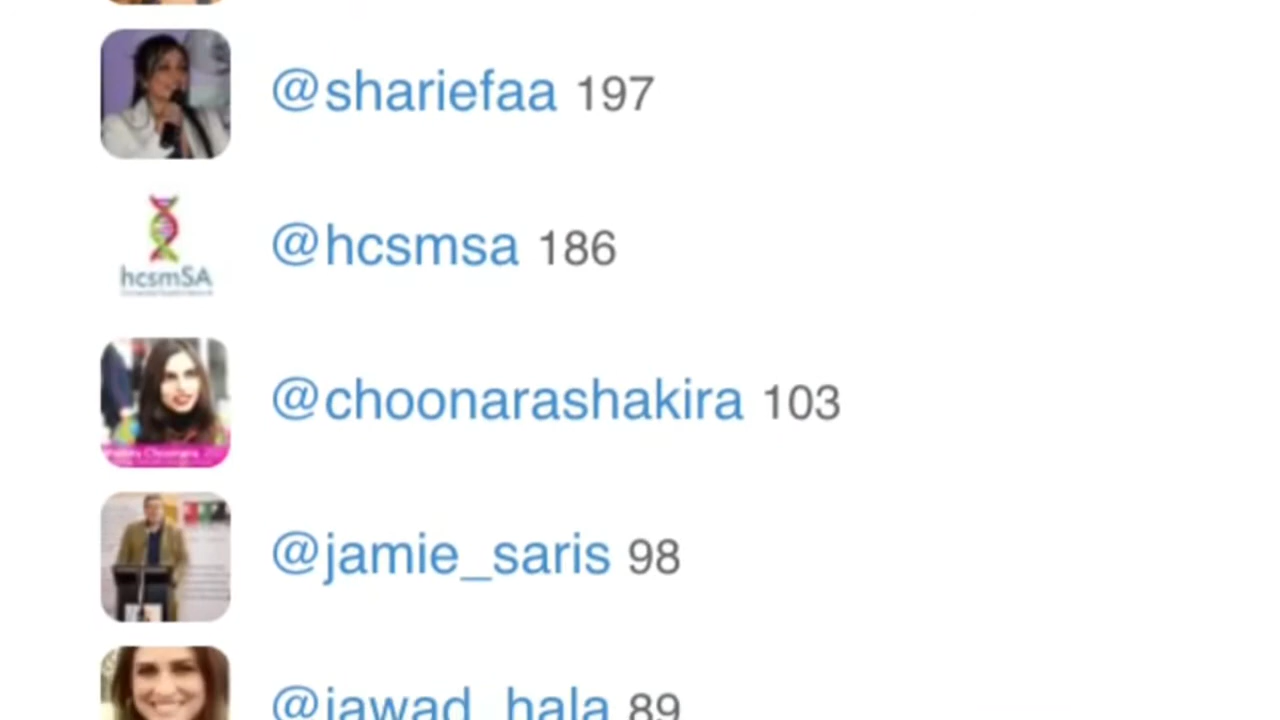 @shariefaa 197
hcsmSA
@hcsmsa 186
@choonarashakira 103
@jamie_saris 98
@jawad_hala 89